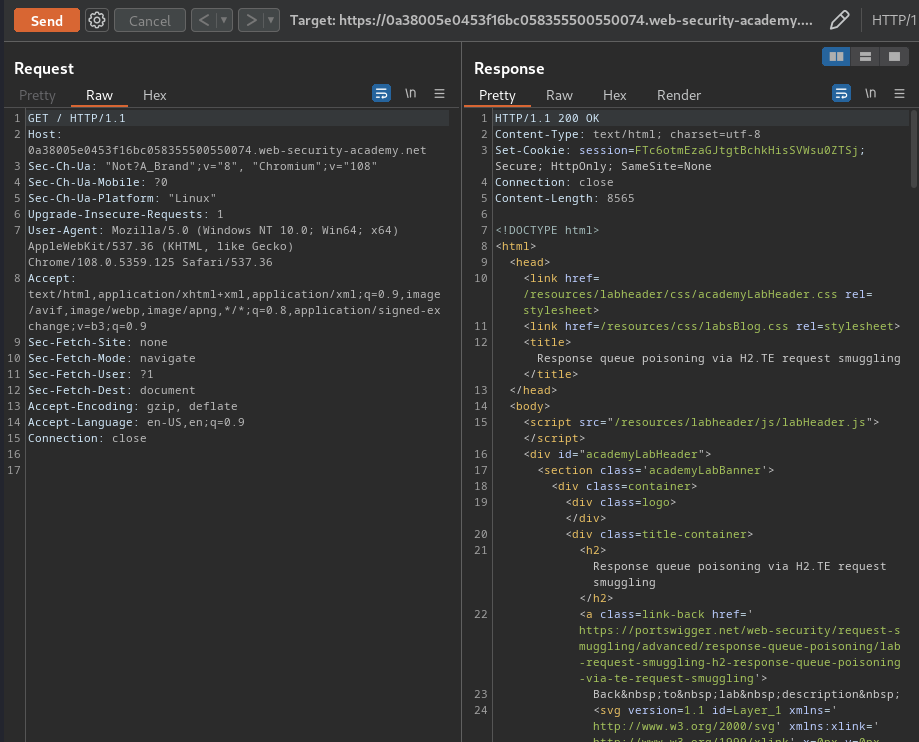 Send Cancel < > Target: https://0a38005e0453f16bc058355500550074.web-security-academy.... HTTP/1
Request
Pretty Raw Hex \n
1 GET / HTTP/1.1
2 Host:
0a38005e0453f16bc058355500550074.web-security-academy.net
3 Sec-Ch-Ua: "Not?A_Brand";v="8", "Chromium";v="108"
4 Sec-Ch-Ua-Mobile: ?0
5 Sec-Ch-Ua-Platform: "Linux"
6 Upgrade-Insecure-Requests: 1
7 User-Agent: Mozilla/5.0 (Windows NT 10.0; Win64; x64)
AppleWebKit/537.36 (KHTML, like Gecko)
Chrome/108.0.5359.125 Safari/537.36
8 Accept:
text/html,application/xhtml+xml,application/xml;q=0.9,image
/avif,image/webp,image/apng,*/*;q=0.8,application/signed-ex
change;v=b3;q=0.9
9 Sec-Fetch-Site: none
10 Sec-Fetch-Mode: navigate
11 Sec-Fetch-User: ?1
12 Sec-Fetch-Dest: document
13 Accept-Encoding: gzip, deflate
14 Accept-Language: en-US,en;q=0.9
15 Connection: close
16
17
Response
Pretty Raw Hex Render \n
1 HTTP/1.1 200 OK
2 Content-Type: text/html; charset=utf-8
3 Set-Cookie: session=FTc6otmEzaGJtgtBchkHisSVWsu0ZTSj;
Secure; HttpOnly; SameSite=None
4 Connection: close
5 Content-Length: 8565
6
7 <!DOCTYPE html>
8 <html>
9 <head>
10 <link href=
/resources/labheader/css/academyLabHeader.css rel=
stylesheet>
11 <link href=/resources/css/labsBlog.css rel=stylesheet>
12 <title>
Response queue poisoning via H2.TE request smuggling
</title>
13 </head>
14 <body>
15 <script src="/resources/labheader/js/labHeader.js">
</script>
16 <div id="academyLabHeader">
17 <section class='academyLabBanner'>
18 <div class=container>
19 <div class=logo>
</div>
20 <div class=title-container>
21 <h2>
Response queue poisoning via H2.TE request
smuggling
</h2>
22 <a class=link-back href='
https://portswigger.net/web-security/request-s
muggling/advanced/response-queue-poisoning/lab
-request-smuggling-h2-response-queue-poisoning
-via-te-request-smuggling'>
23 Back&nbsp;to&nbsp;lab&nbsp;description&nbsp;
24 <svg version=1.1 id=Layer_1 xmlns='
http://www.w3.org/2000/svg' xmlns:xlink='
http://www.w3.org/1999/xlink' x=0px y=0px